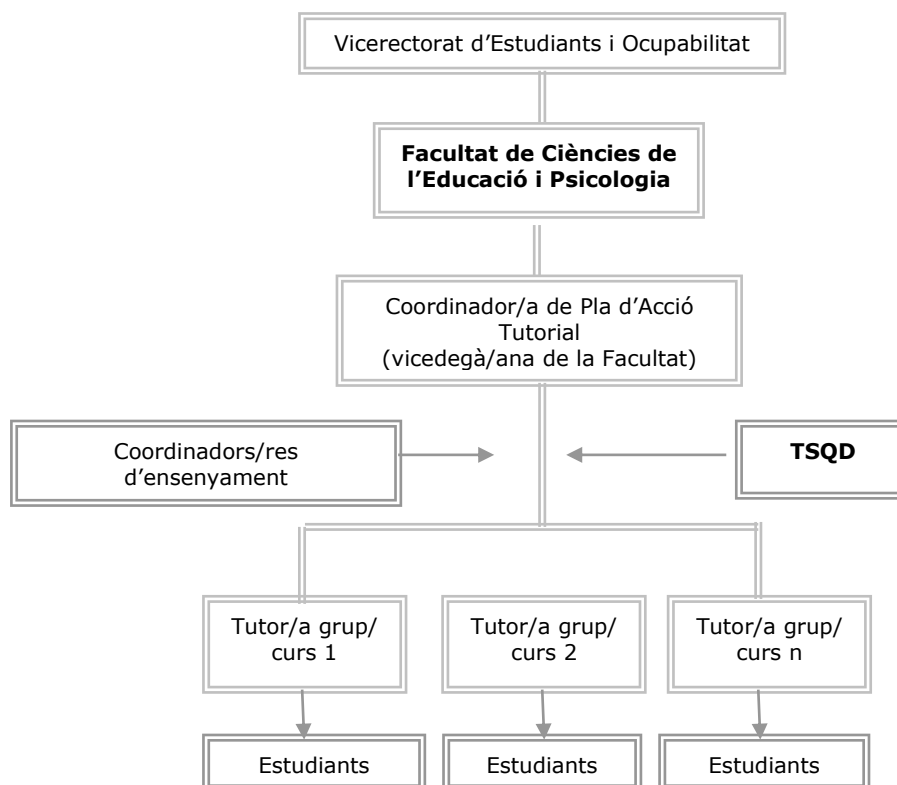 Vicerectorat d’Estudiants i Ocupabilitat
Facultat de Ciències de
l’Educació i Psicologia
Coordinador/a de Pla d’Acció
Tutorial
(vicedegà/ana de la Facultat)
Coordinadors/res
d’ensenyament
TSQD
Tutor/a grup/
curs 1
Tutor/a grup/
curs 2
Tutor/a grup/
curs n
Estudiants
Estudiants
Estudiants